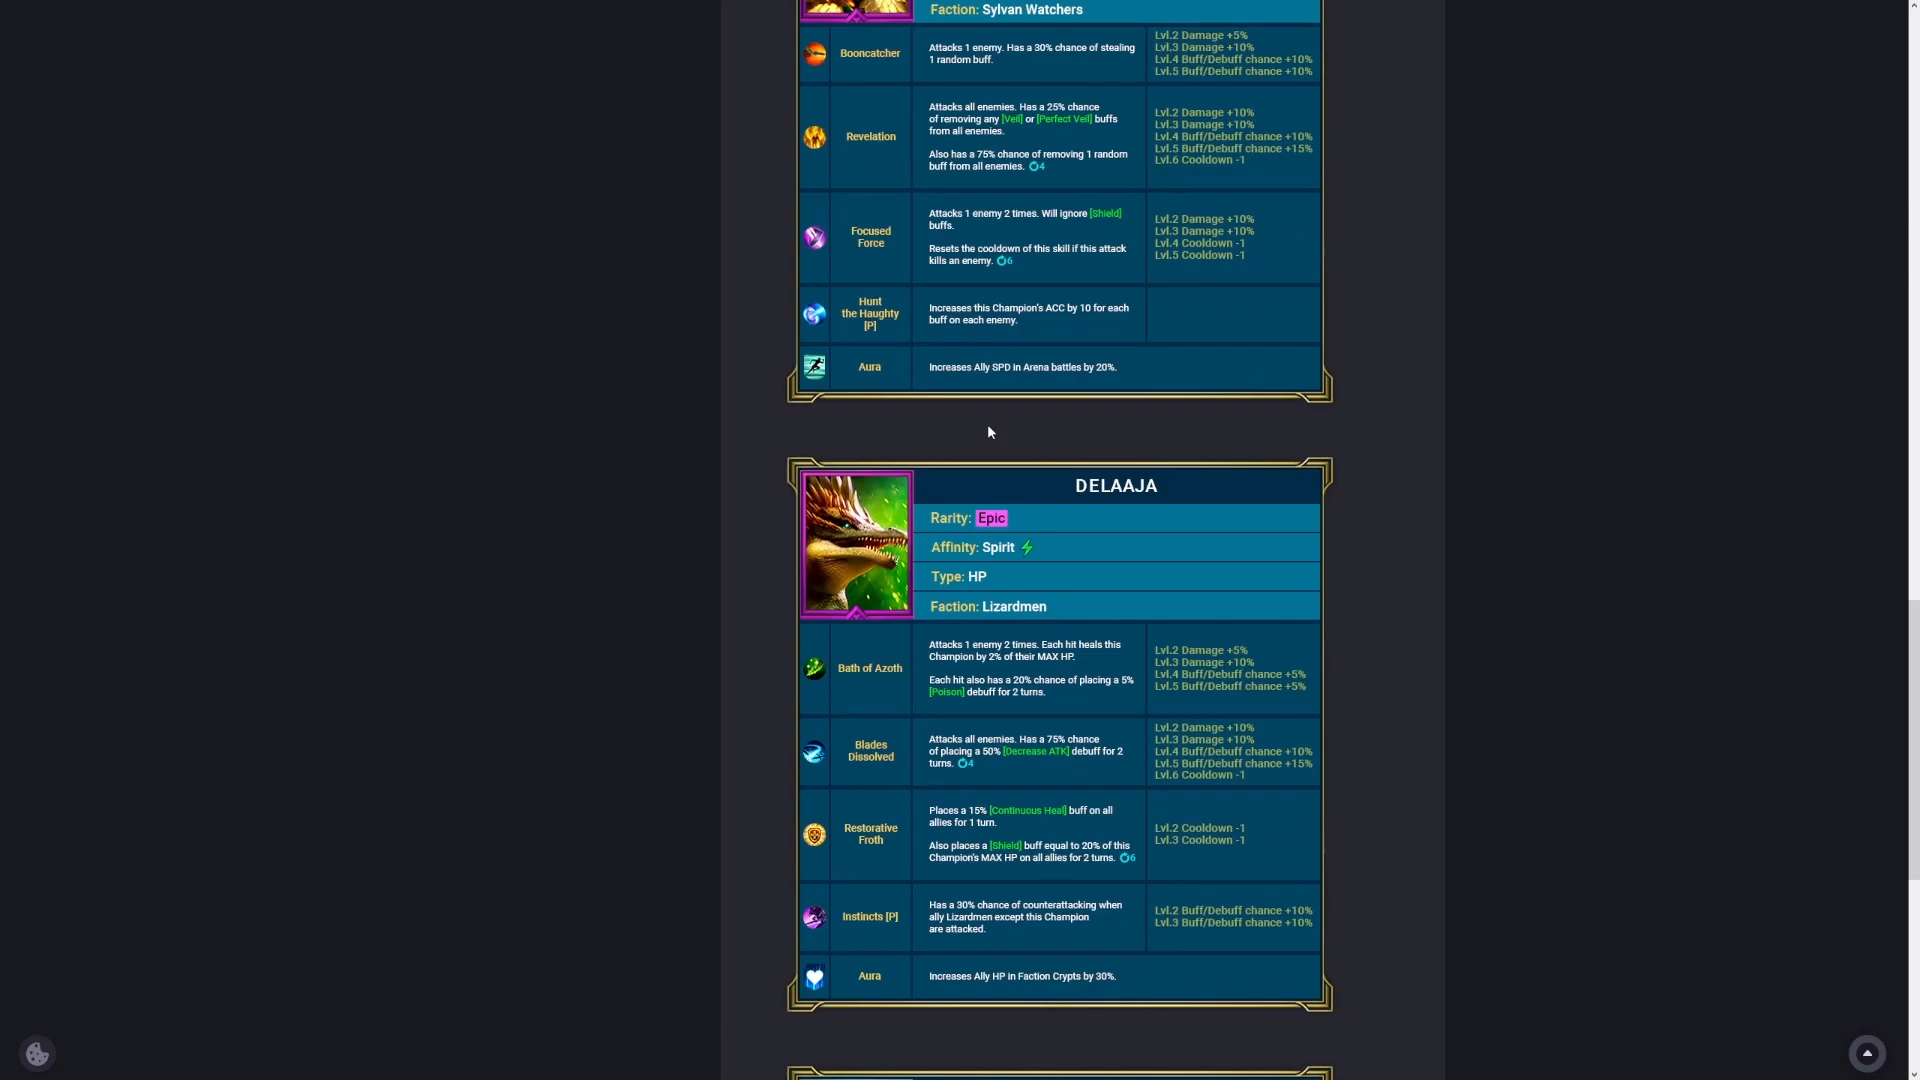 Faction: Sylvan Watchers
Booncatcher
Attacks 1 enemy. Has a 30% chance of stealing
1 random buff.
Lvl.2 Damage +5%
Lvl.3 Damage +10%
Lvl.4 Buff/Debuff chance +10%
Lvl.5 Buff/Debuff chance +10%
Revelation
Attacks all enemies. Has a 25% chance
of removing any [Veil] or [Perfect Veil] buffs
from all enemies.
Also has a 75% chance of removing 1 random
buff from all enemies. 4
Lvl.2 Damage +10%
Lvl.3 Damage +10%
Lvl.4 Buff/Debuff chance +10%
Lvl.5 Buff/Debuff chance +15%
Lvl.6 Cooldown -1
Focused
Force
Attacks 1 enemy 2 times. Will ignore [Shield]
buffs.
Resets the cooldown of this skill if this attack
kills an enemy. 6
Lvl.2 Damage +10%
Lvl.3 Damage +10%
Lvl.4 Cooldown -1
Lvl.5 Cooldown -1
Hunt
the Haughty
[P]
Increases this Champion's ACC by 10 for each
buff on each enemy.
Aura
Increases Ally SPD in Arena battles by 20%.
DELAAJA
Rarity: Epic
Affinity: Spirit
Type: HP
Faction: Lizardmen
Bath of Azoth
Attacks 1 enemy 2 times. Each hit heals this
Champion by 2% of their MAX HP.
Each hit also has a 20% chance of placing a 5%
[Poison] debuff for 2 turns.
Lvl.2 Damage +5%
Lvl.3 Damage +10%
Lvl.4 Buff/Debuff chance +5%
Lvl.5 Buff/Debuff chance +5%
Blades
Dissolved
Attacks all enemies. Has a 75% chance
of placing a 50% [Decrease ATK] debuff for 2
turns. 4
Lvl.2 Damage +10%
Lvl.3 Damage +10%
Lvl.4 Buff/Debuff chance +10%
Lvl.5 Buff/Debuff chance +15%
Lvl.6 Cooldown -1
Restorative
Froth
Places a 15% [Continuous Heal] buff on all
allies for 1 turn.
Also places a [Shield] buff equal to 20% of this
Champion's MAX HP on all allies for 2 turns. 6
Lvl.2 Cooldown -1
Lvl.3 Cooldown -1
Instincts [P]
Has a 30% chance of counterattacking when
ally Lizardmen except this Champion
are attacked.
Lvl.2 Buff/Debuff chance +10%
Lvl.3 Buff/Debuff chance +10%
Aura
Increases Ally HP in Faction Crypts by 30%.